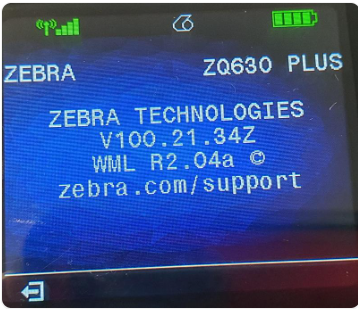 ZEBRA ZQ630 PLUS
ZEBRA TECHNOLOGIES
V100.21.34Z
WML R2.04a ©
zebra.com/support